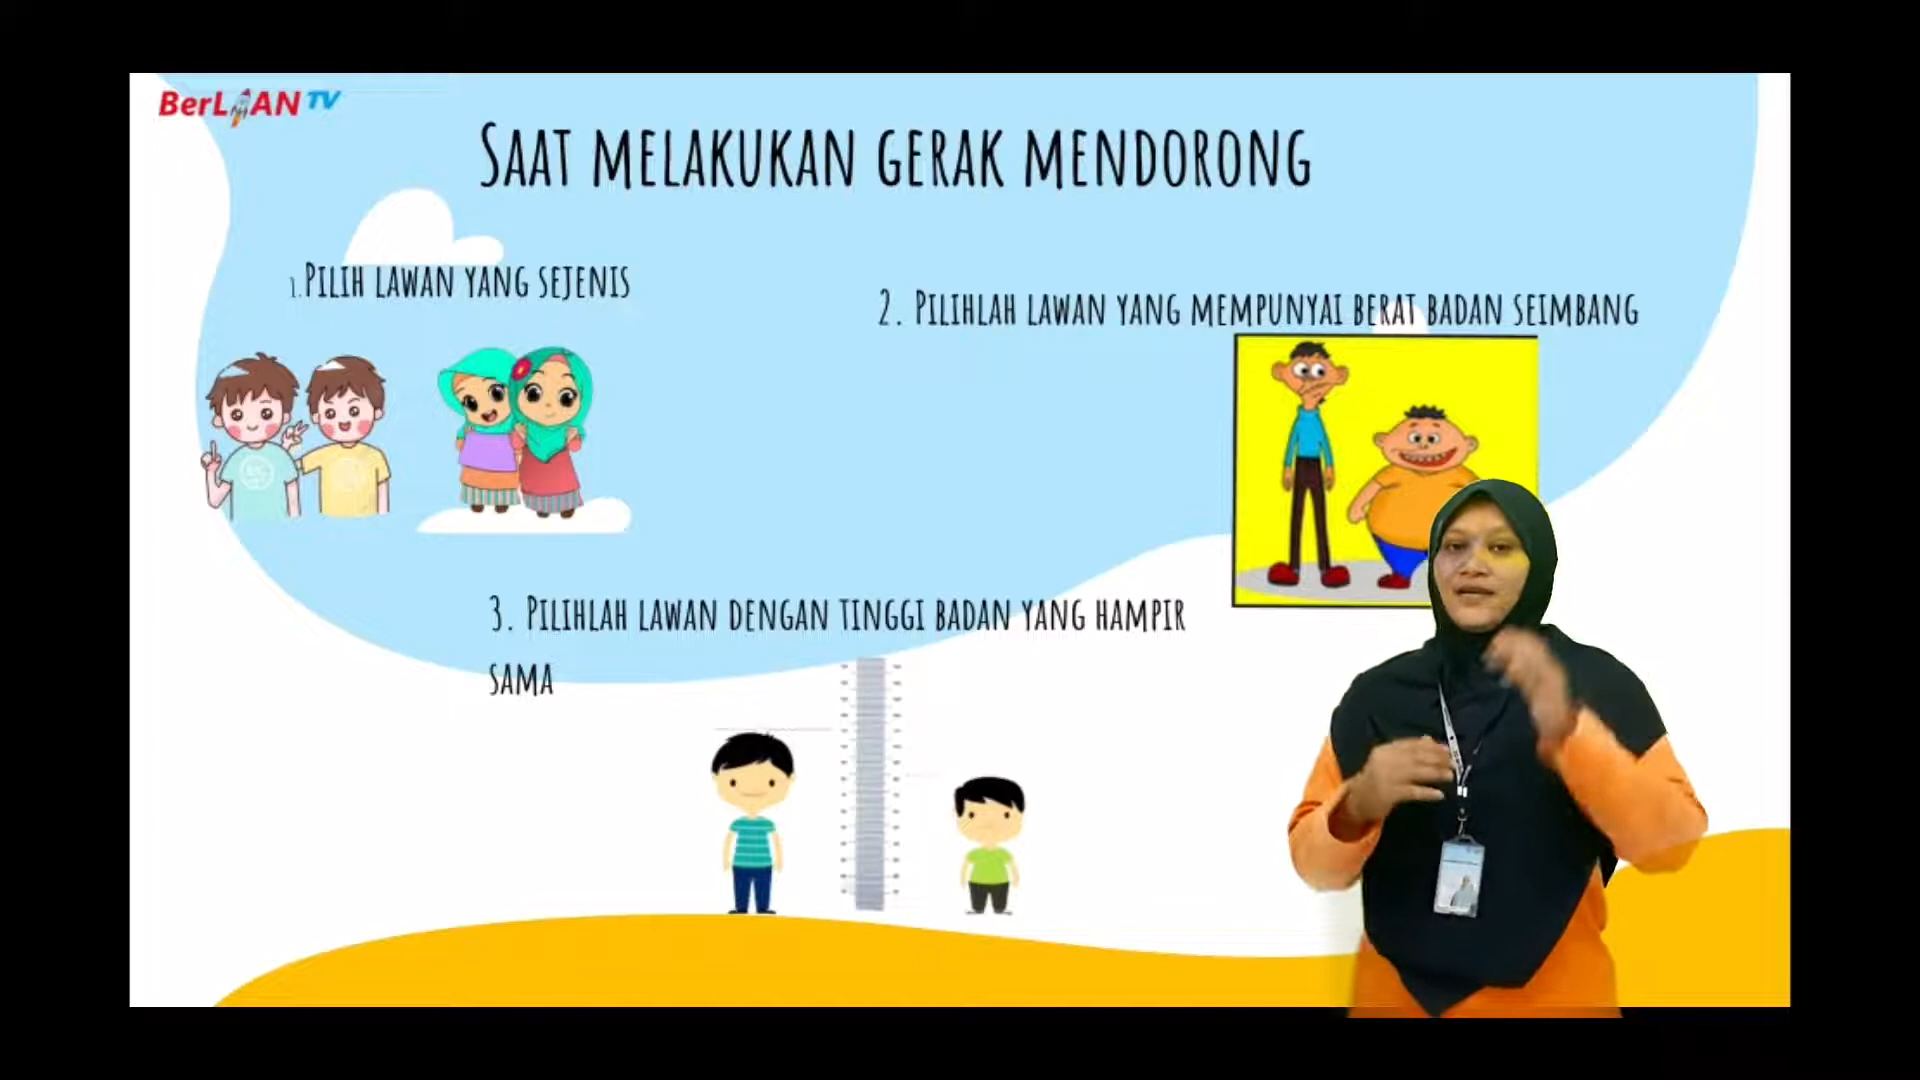 BerLIAN TV
SAAT MELAKUKAN GERAK MENDORONG
1. PILIH LAWAN YANG SEJENIS
2. PILIHLAH LAWAN YANG MEMPUNYAI BERAT BADAN SEIMBANG
3. PILIHLAH LAWAN DENGAN TINGGI BADAN YANG HAMPIR
SAMA